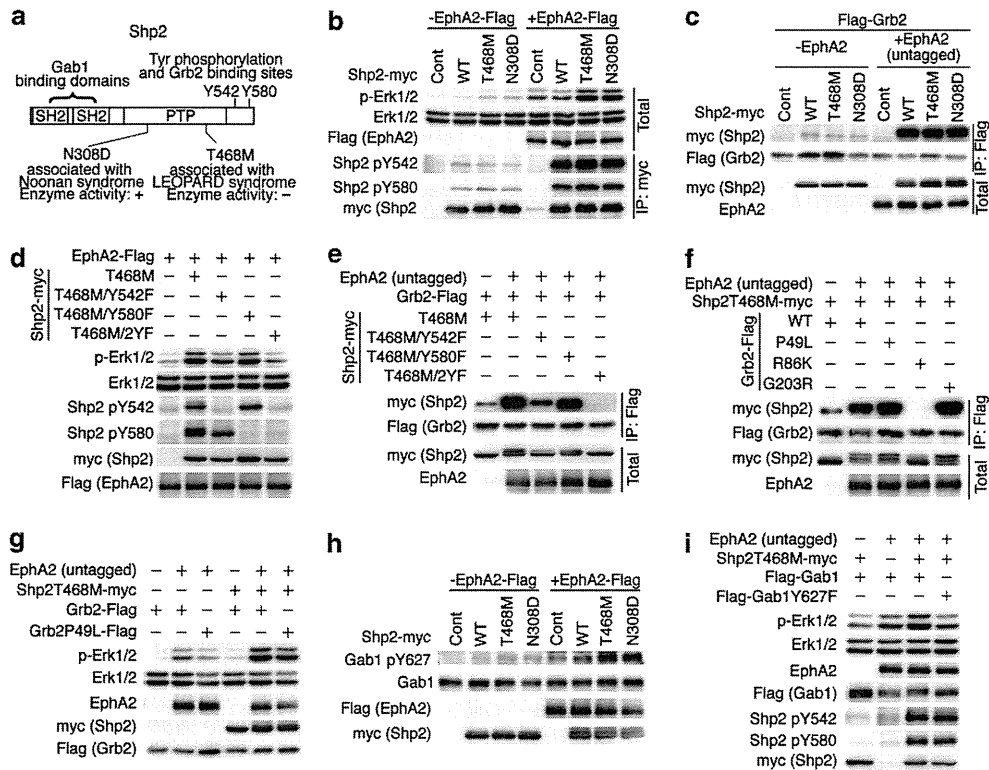 a
Shp2
Gab1
binding domains
Tyr phosphorylation
and Grb2 binding sites
Y542 Y580
SH2 SH2 PTP
N308D
associated with
Noonan syndrome
Enzyme activity: +
T468M
associated with
LEOPARD syndrome
Enzyme activity: –
b
-EphA2-Flag +EphA2-Flag
Shp2-myc Cont WT T468M N308D Cont WT T468M N308D
p-Erk1/2
Erk1/2
Flag (EphA2)
Total
Shp2 pY542
Shp2 pY580
myc (Shp2
IP: myc
c
Flag-Grb2
-EphA2 +EphA2 (untagged)
Shp2-myc Cont WT T468M N308D Cont WT T468M N308D
myc (Shp2)
Flag (Grb2)
IP: Flag
myc (Shp2)
EphA2
Total
d
EphA2-Flag + + + + +
Shp2-myc
T468M – + – – –
T468M/Y542F – – + – –
T468M/Y580F – – – + –
T468M/2YF – – – – +
p-Erk1/2
Erk1/2
Shp2 pY542
Shp2 pY580
myc (Shp2)
Flag (EphA2)
e
EphA2 (untagged) – + + + +
Grb2-Flag + + + + +
Shp2-myc
T468M + + – – –
T468M/Y542F – – + – –
T468M/Y580F – – – + –
T468M/2YF – – – – +
myc (Shp2)
Flag (Grb2)
IP: Flag
myc (Shp2)
EphA2
Total
f
EphA2 (untagged) – + + + +
Shp2T468M-myc + + + + +
Grb2-Flag
WT + + – – –
P49L – – + – –
R86K – – – + –
G203R – – – – +
myc (Shp2)
Flag (Grb2)
IP: Flag
myc (Shp2)
EphA2
Total
g
EphA2 (untagged) – + + – + +
Shp2T468M-myc – – – + + +
Grb2-Flag + + – + + –
Grb2P49L-Flag – – + – – +
p-Erk1/2
Erk1/2
EphA2
myc (Shp2)
Flag (Grb2)
h
-EphA2-Flag +EphA2-Flag
Shp2-myc Cont WT T468M N308D Cont WT T468M N308D
Gab1 pY627
Gab1
Flag (EphA2)
myc (Shp2)
i
EphA2 (untagged) – + + +
Shp2T468M-myc + – + +
Flag-Gab1 + + + –
Flag-Gab1Y627F – – – +
p-Erk1/2
Erk1/2
EphA2
Flag (Gab1)
Shp2 pY542
Shp2 pY580
myc (Shp2)